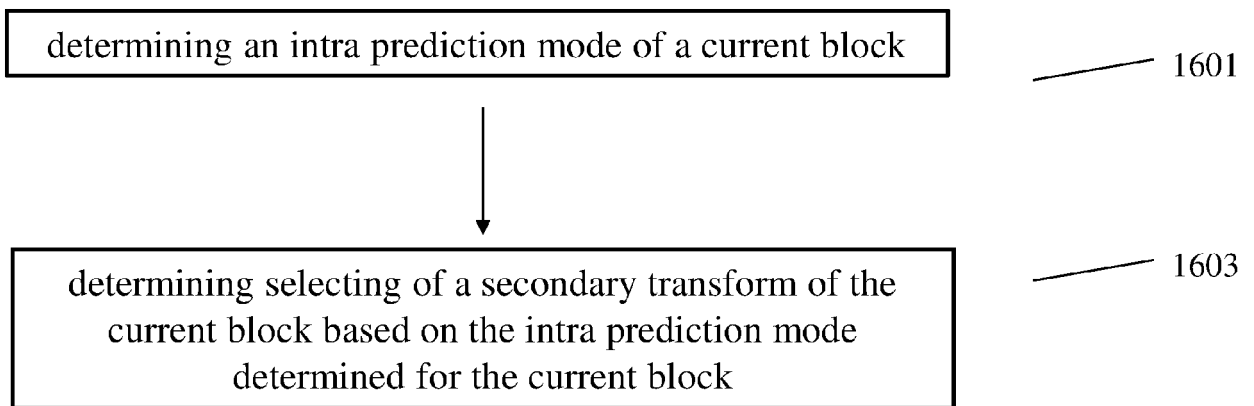 determining an intra prediction mode of a current block
1601
determining selecting of a secondary transform of the
current block based on the intra prediction mode
determined for the current block
1603